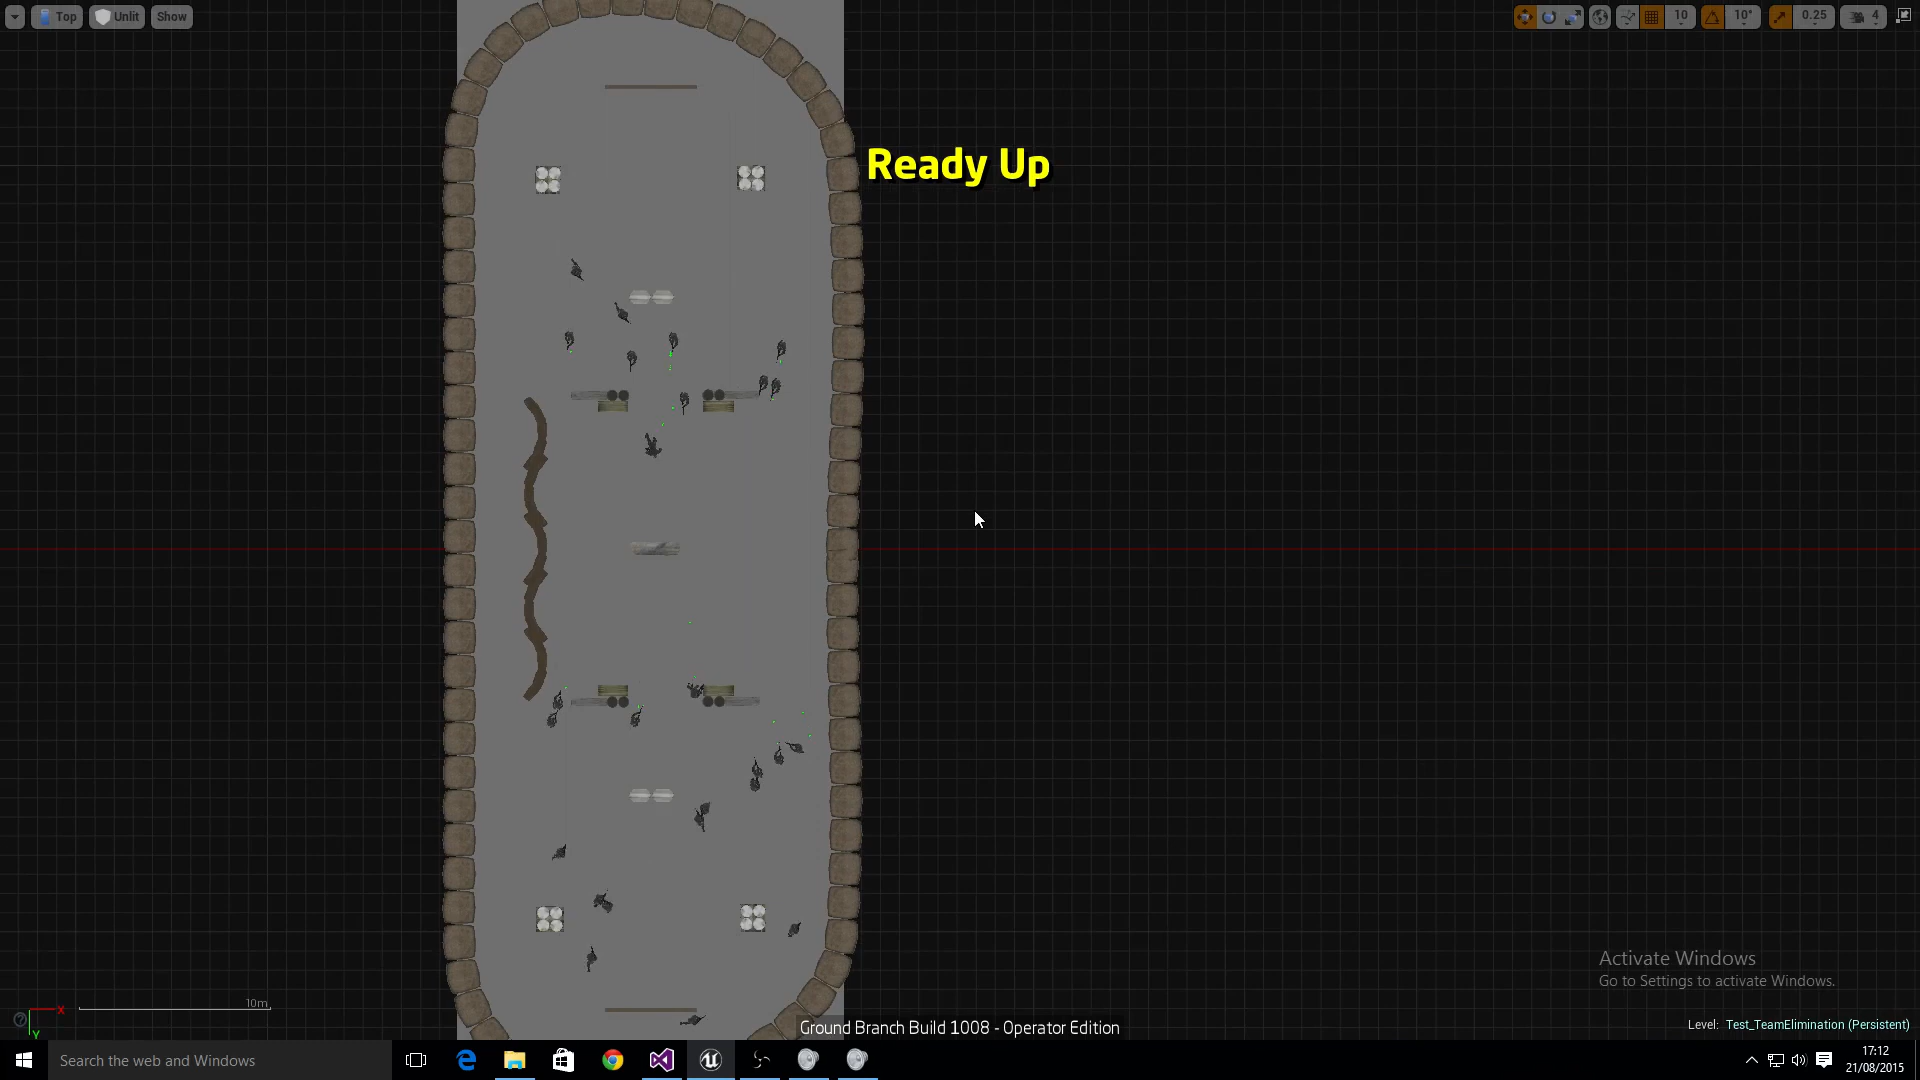 Top Unlit Show 10 10° 0.25 4
Ready Up
Activate Windows
Go to Settings to activate Windows.
10m
X
Y
Ground Branch Build 1008 - Operator Edition
Level: Test_TeamElimination (Persistent)
Search the web and Windows
17:12
21/08/2015